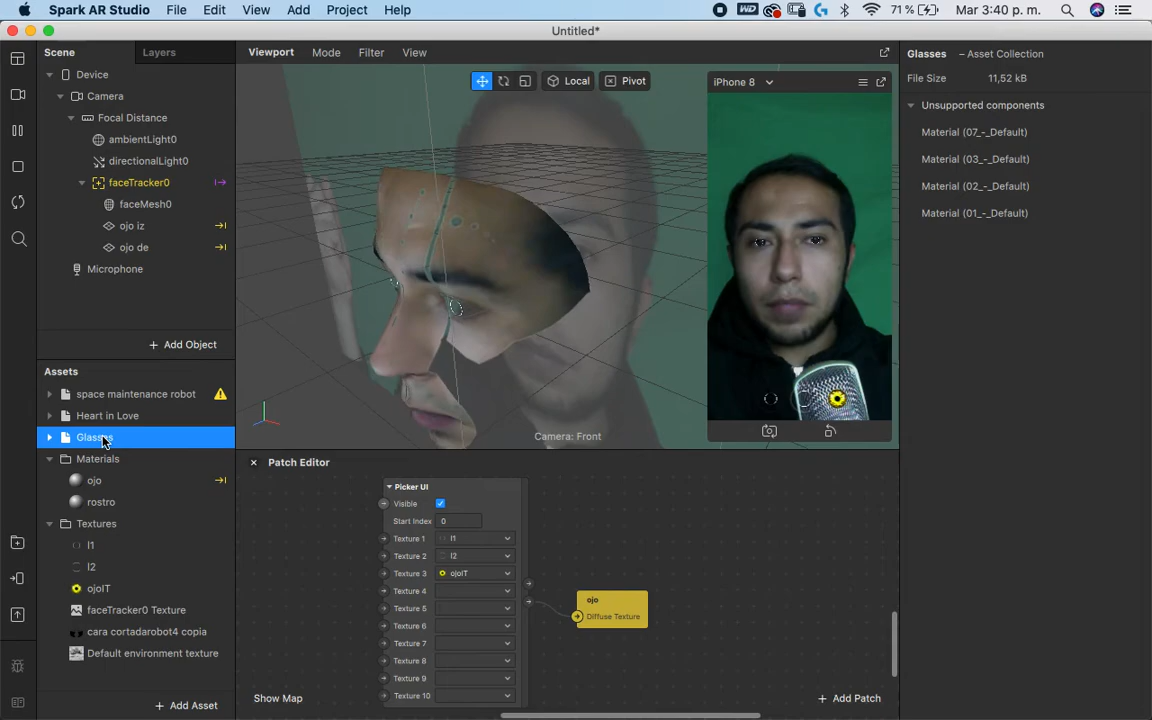 Spark AR Studio File Edit View Add Project Help 71 % Mar 3:40 p. m.
Untitled*
Scene Layers
Device
Camera
Focal Distance
ambientLight0
directionalLight0
faceTracker0
faceMesh0
ojo iz
ojo de
Microphone
+ Add Object
Assets
space maintenance robot
Heart in Love
Glasses
Materials
ojo
rostro
Textures
l1
l2
ojoIT
faceTracker0 Texture
cara cortadarobot4 copia
Default environment texture
+ Add Asset
Viewport Mode Filter View
Local Pivot
iPhone 8
Camera: Front
Patch Editor
Picker UI
Visible
Start Index 0
Texture 1 l1
Texture 2 l2
Texture 3 ojoIT
Texture 4
Texture 5
Texture 6
Texture 7
Texture 8
Texture 9
Texture 10
ojo
Diffuse Texture
Show Map
+ Add Patch
Glasses – Asset Collection
File Size 11,52 kB
Unsupported components
Material (07_-_Default)
Material (03_-_Default)
Material (02_-_Default)
Material (01_-_Default)